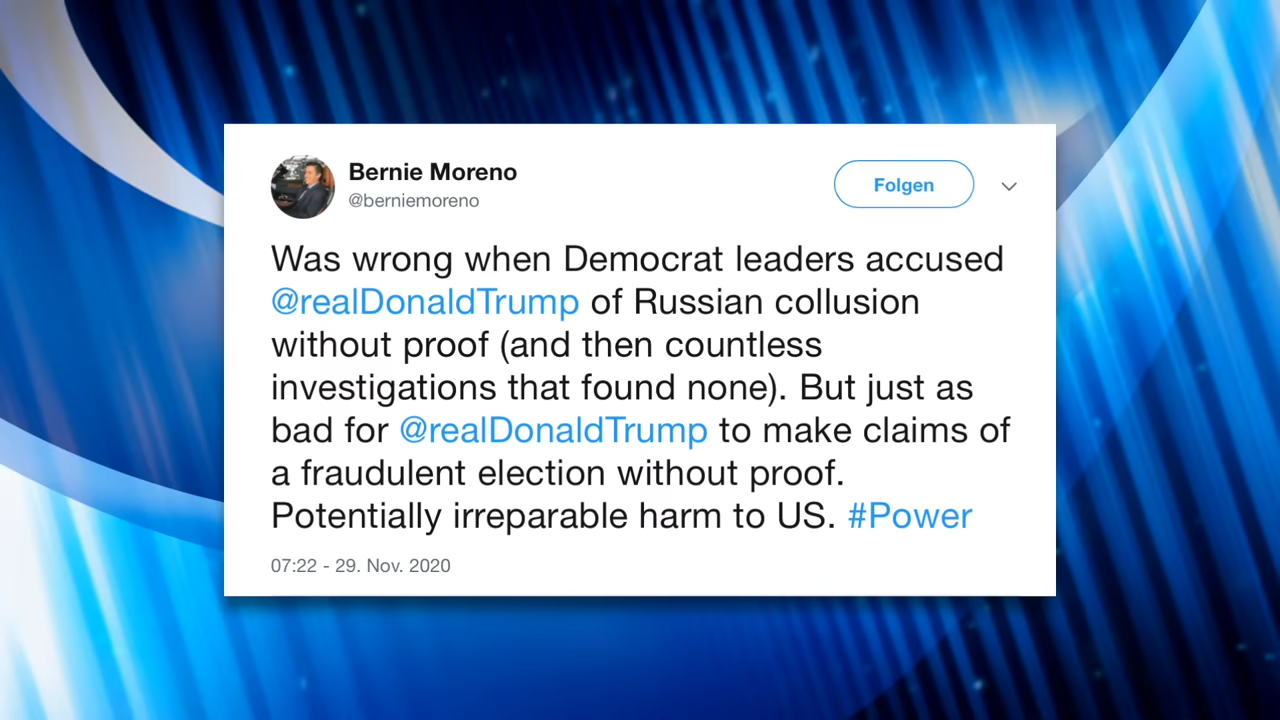 Bernie Moreno
@berniemoreno
Folgen
Was wrong when Democrat leaders accused
@realDonaldTrump of Russian collusion
without proof (and then countless
investigations that found none). But just as
bad for @realDonaldTrump to make claims of
a fraudulent election without proof.
Potentially irreparable harm to US. #Power
07:22 - 29. Nov. 2020